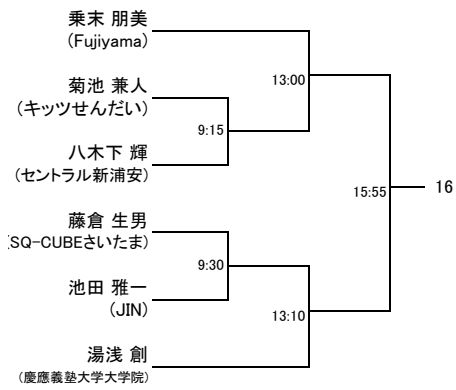 乗末 朋美
(Fujiyama)
13:00
菊池 兼人
(キッツせんだい)
9:15
八木下 輝
(セントラル新浦安)
15:55
16
藤倉 生男
SQ-CUBEさいたま)
9:30
池田 雅一
(JIN)
13:10
湯浅 創
(慶應義塾大学大学院)